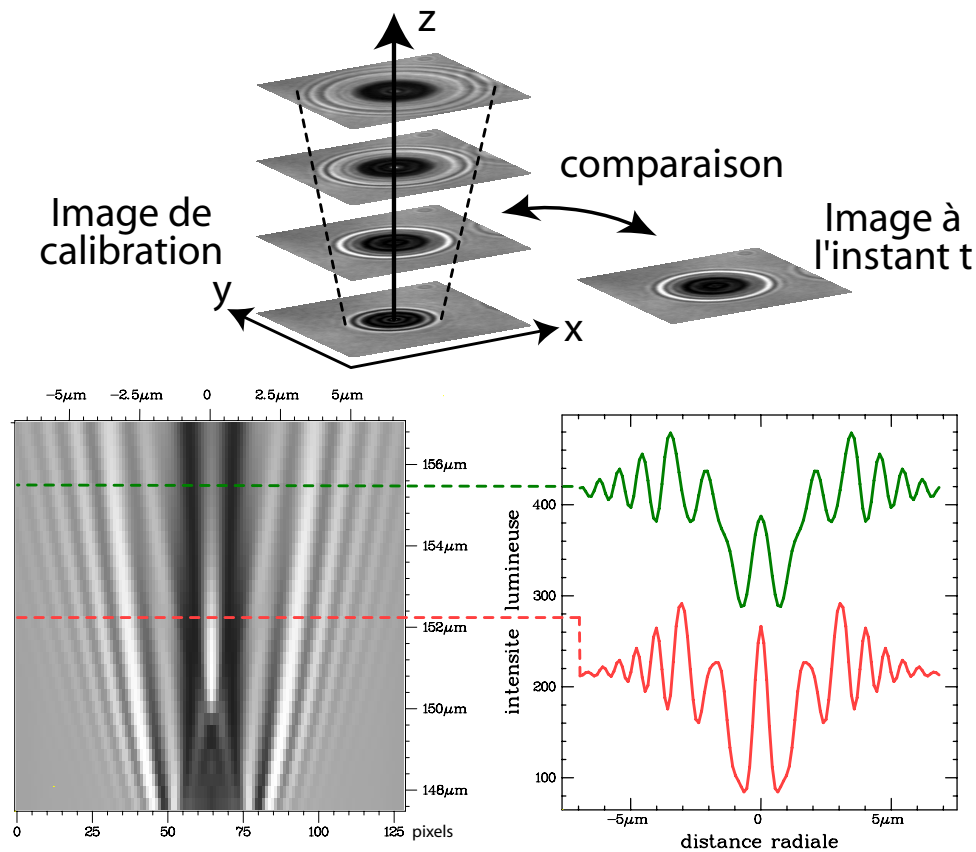 z
comparaison
Image de
calibration
Image à
l'instant t
y
x
−5μm −2.5μm 0 2.5μm 5μm
156μm
154μm
152μm
150μm
148μm
0 25 50 75 100 125 pixels
400
300
200
100
intensite lumineuse
−5μm 0 5μm
distance radiale